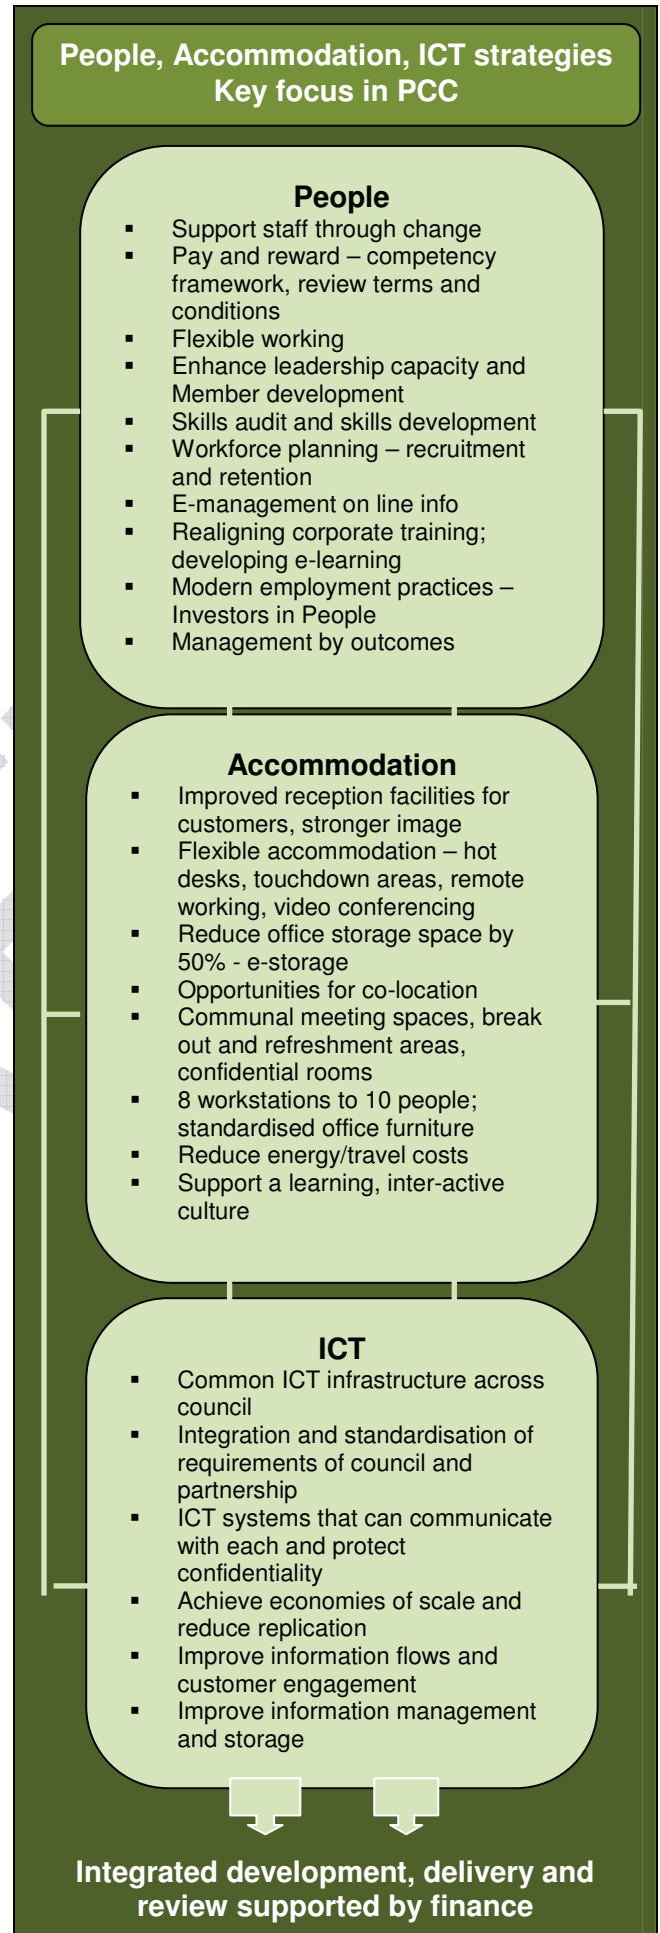 People, Accommodation, ICT strategies
Key focus in PCC
People
▪ Support staff through change
▪ Pay and reward – competency
framework, review terms and
conditions
▪ Flexible working
▪ Enhance leadership capacity and
Member development
▪ Skills audit and skills development
▪ Workforce planning – recruitment
and retention
▪ E-management on line info
▪ Realigning corporate training;
developing e-learning
▪ Modern employment practices –
Investors in People
▪ Management by outcomes
Accommodation
▪ Improved reception facilities for
customers, stronger image
▪ Flexible accommodation – hot
desks, touchdown areas, remote
working, video conferencing
▪ Reduce office storage space by
50% - e-storage
▪ Opportunities for co-location
▪ Communal meeting spaces, break
out and refreshment areas,
confidential rooms
▪ 8 workstations to 10 people;
standardised office furniture
▪ Reduce energy/travel costs
▪ Support a learning, inter-active
culture
ICT
▪ Common ICT infrastructure across
council
▪ Integration and standardisation of
requirements of council and
partnership
▪ ICT systems that can communicate
with each and protect
confidentiality
▪ Achieve economies of scale and
reduce replication
▪ Improve information flows and
customer engagement
▪ Improve information management
and storage
Integrated development, delivery and
review supported by finance